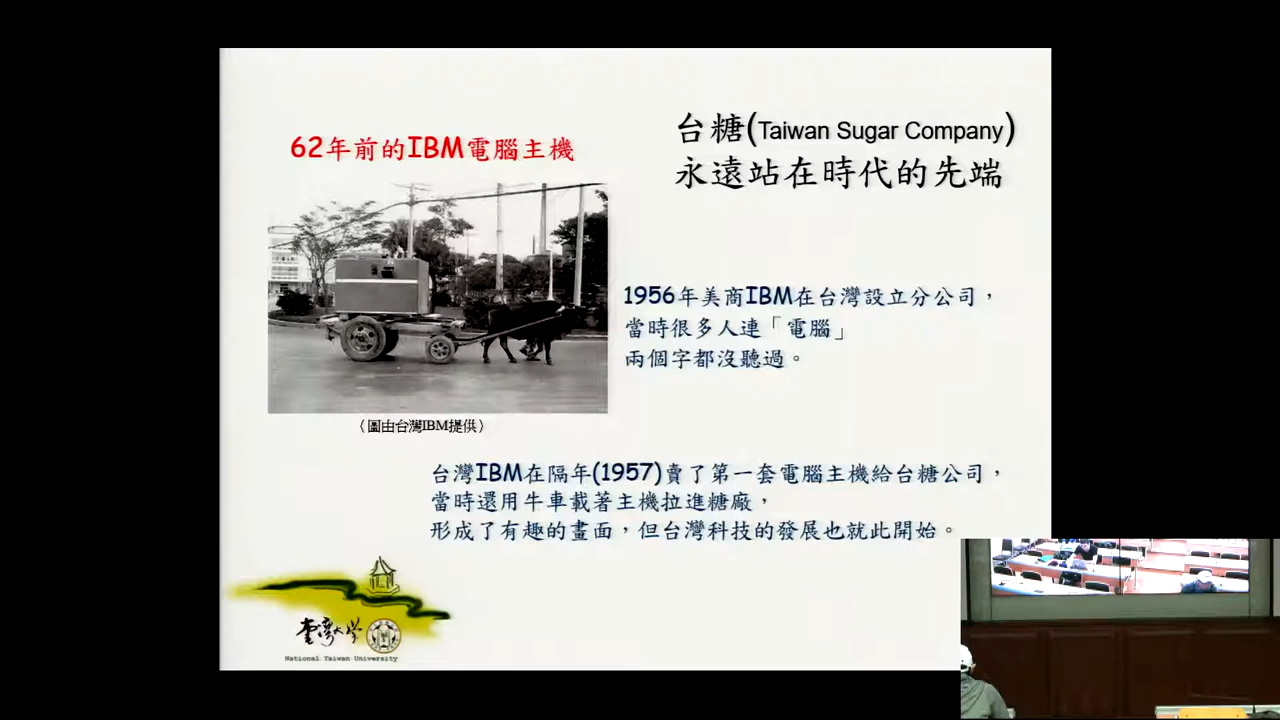 62年前的IBM電腦主機
台糖(Taiwan Sugar Company)
永遠站在時代的先端
1956年美商IBM在台灣設立分公司，
當時很多人連「電腦」
兩個字都沒聽過。
（圖由台灣IBM提供）
台灣IBM在隔年(1957)賣了第一套電腦主機給台糖公司，
當時還用牛車載著主機拉進糖廠，
形成了有趣的畫面，但台灣科技的發展也就此開始。
臺灣大學
National Taiwan University